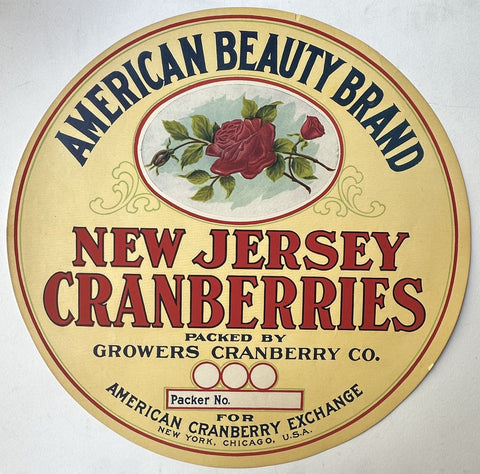 AMERICAN BEAUTY BRAND
NEW JERSEY
CRANBERRIES
PACKED BY
GROWERS CRANBERRY CO.
Packer No.
FOR
AMERICAN CRANBERRY EXCHANGE
NEW YORK, CHICAGO, U.S.A.